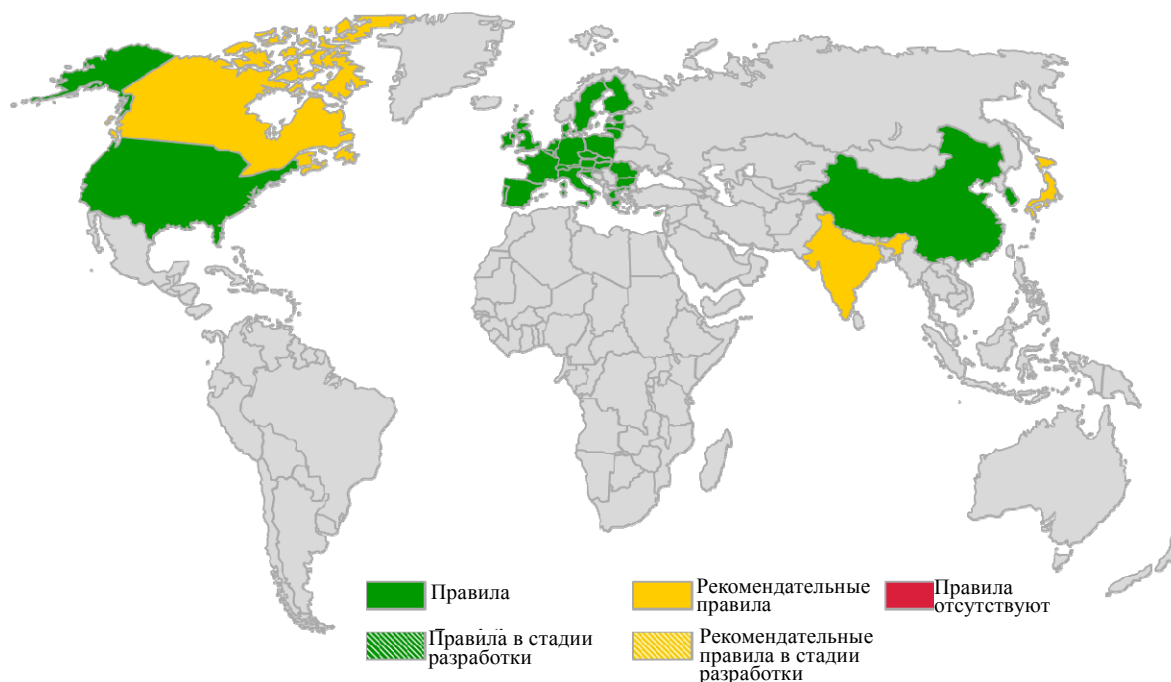 Правила
Рекомендательные
правила
Правила
отсутствуют
Правила в стадии
разработки
Рекомендательные
правила в стадии
разработки